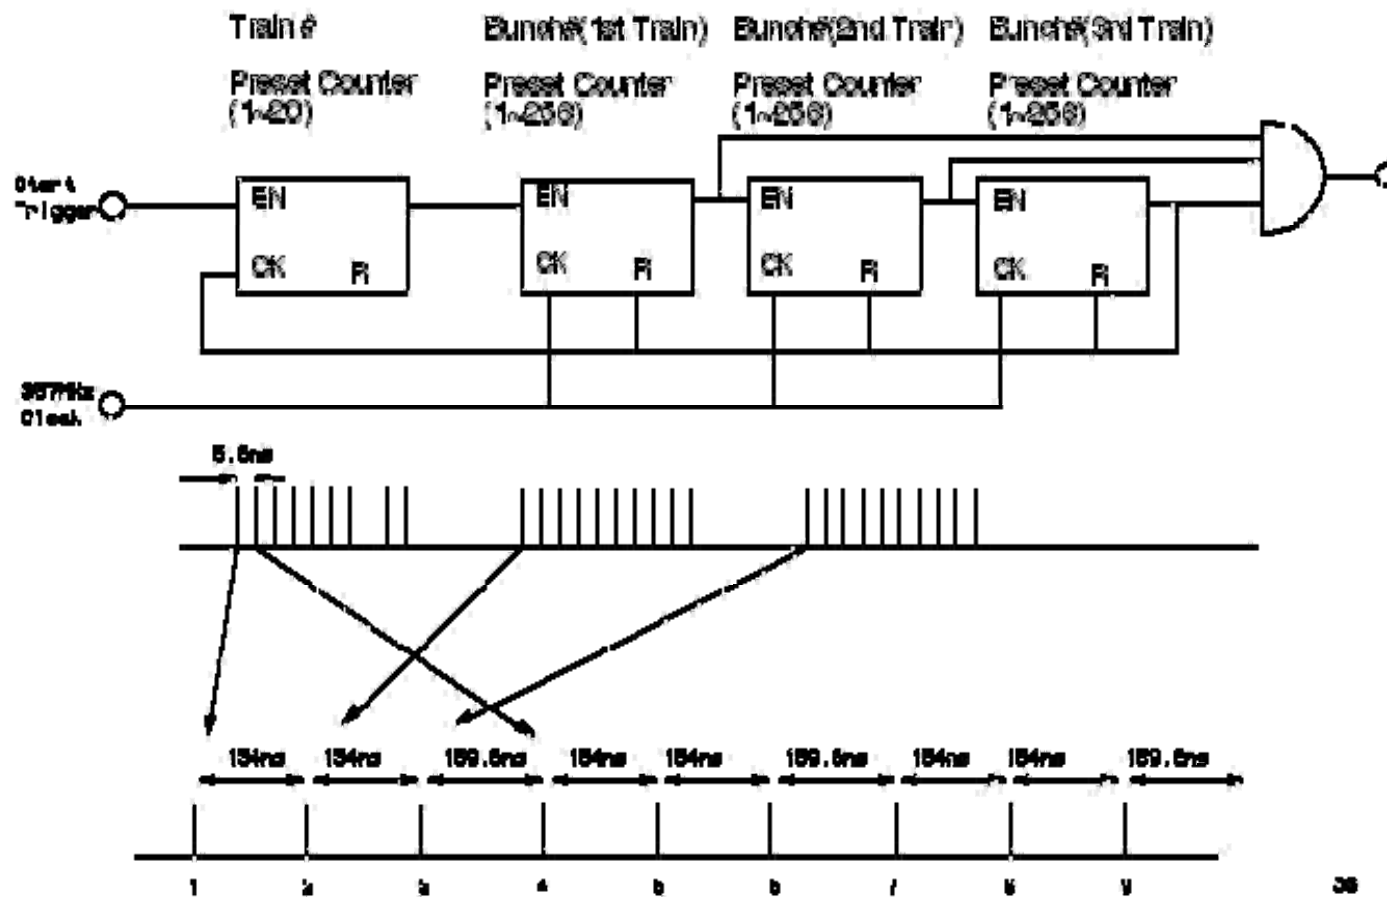 Train #
Bunch#(1st Train)
Bunch#(2nd Train)
Bunch#(3rd Train)
Preset Counter
(1~20)
Preset Counter
(1~256)
Preset Counter
(1~256)
Preset Counter
(1~256)
Start
Trigger
EN
CK R
EN
CK R
EN
CK R
EN
CK R
357MHz
Clock
5.6ns
154ns 154ns 159.6ns 154ns 154ns 159.6ns 154ns 154ns 159.6ns
1 2 3 4 5 6 7 8 9